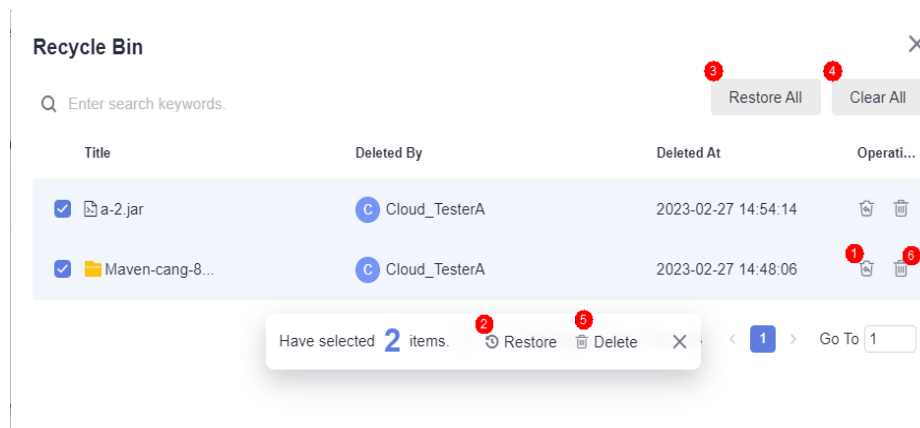 Recycle Bin
3 4
Enter search keywords. Restore All Clear All
Title Deleted By Deleted At Operati...
a-2.jar C Cloud_TesterA 2023-02-27 14:54:14
1 6
Maven-cang-8... C Cloud_TesterA 2023-02-27 14:48:06
2 5
Have selected 2 items. Restore Delete 1 Go To 1